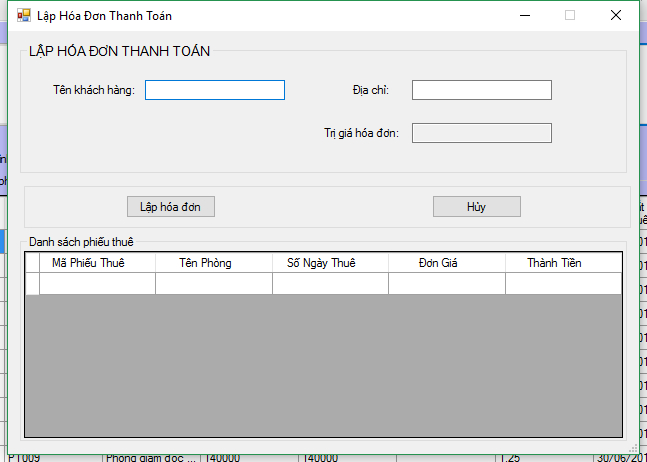 Lập Hóa Đơn Thanh Toán
LẬP HÓA ĐƠN THANH TOÁN
Tên khách hàng:
Địa chỉ:
Trị giá hóa đơn:
Lập hóa đơn
Hủy
Danh sách phiếu thuê
Mã Phiếu Thuê Tên Phòng Số Ngày Thuê Đơn Giá Thành Tiền
PT009 Phòng giám đốc ... 140000 140000 1.25 30/06/201